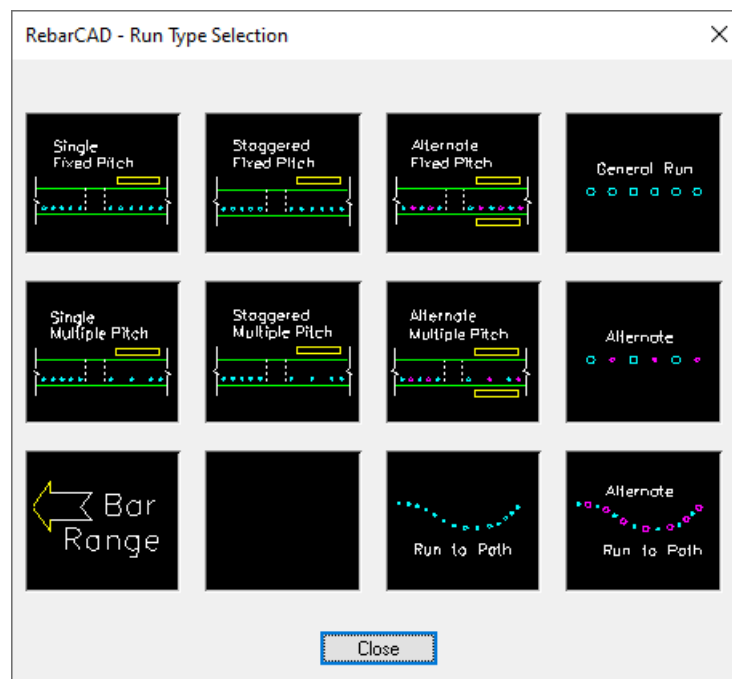 RebarCAD - Run Type Selection
Single
Fixed Pitch
Staggered
Fixed Pitch
Alternate
Fixed Pitch
General Run
Single
Multiple Pitch
Staggered
Multiple Pitch
Alternate
Multiple Pitch
Alternate
Bar
Range
Run to Path
Alternate
Run to Path
Close